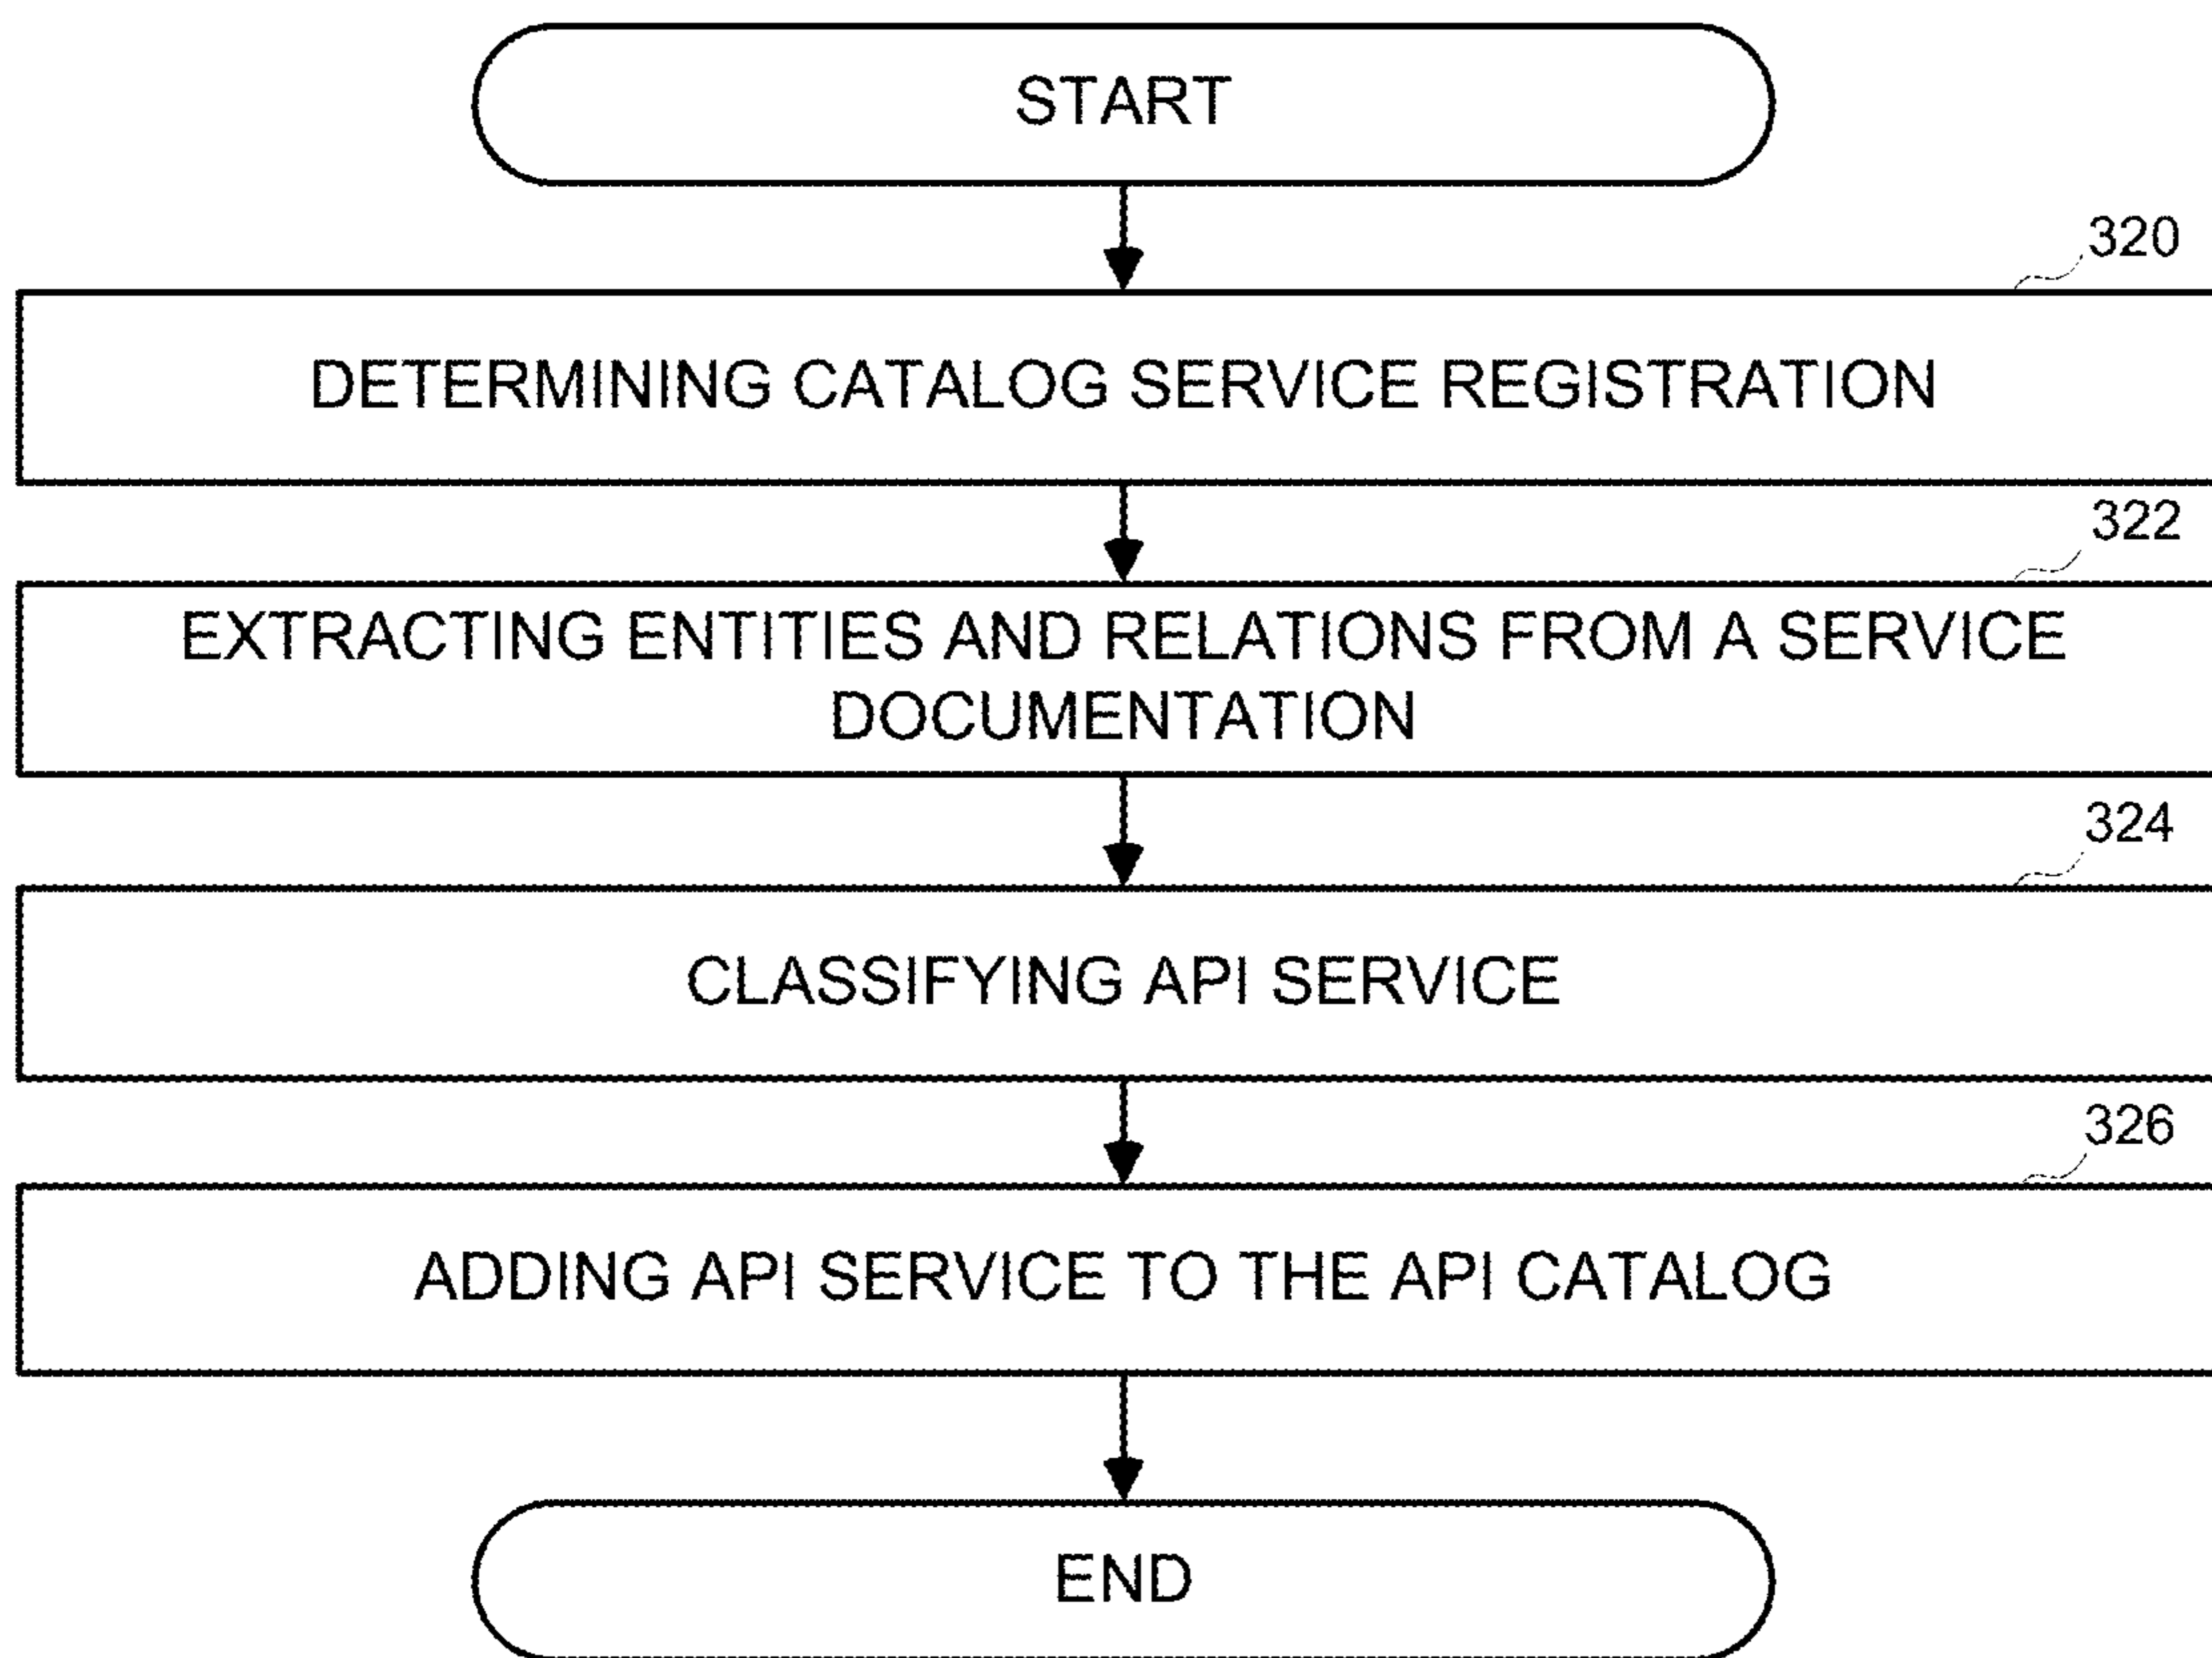 START
320
DETERMINING CATALOG SERVICE REGISTRATION
322
EXTRACTING ENTITIES AND RELATIONS FROM A SERVICE
DOCUMENTATION
324
CLASSIFYING API SERVICE
326
ADDING API SERVICE TO THE API CATALOG
END